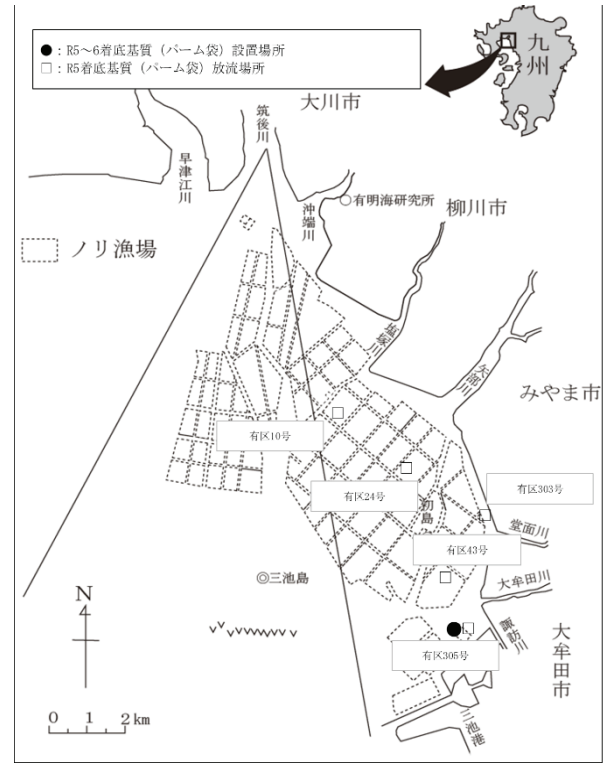 ●：R5～6着底基質（パーム袋）設置場所
□：R5着底基質（パーム袋）放流場所
九州
大川市
筑後川
早津江川
沖端川
○有明海研究所
柳川市
ノリ漁場
塩塚川
矢部川
みやま市
有区10号
有区24号
有区303号
初島
堂面川
有区43号
◎三池島
大牟田川
N
諏訪川
大牟田市
有区305号
0 1 2km
三池港